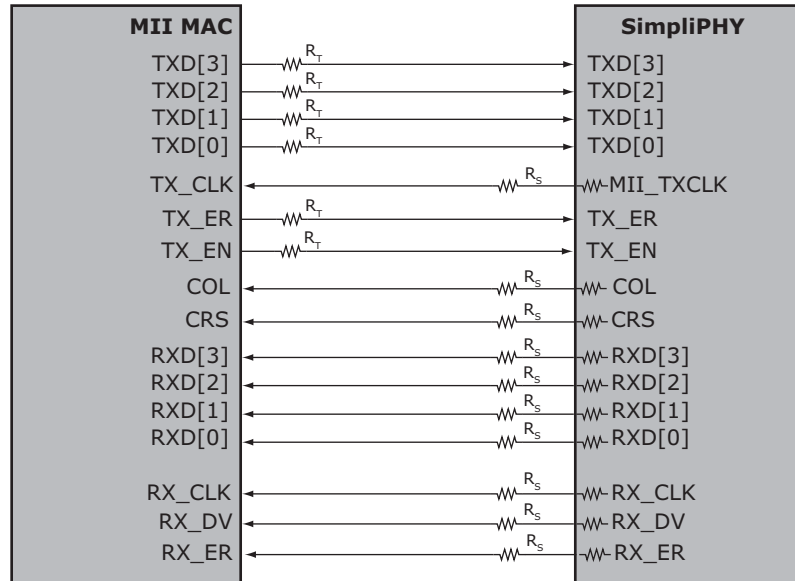 MII MAC SimpliPHY
TXD[3] R_T TXD[3]
TXD[2] R_T TXD[2]
TXD[1] R_T TXD[1]
TXD[0] R_T TXD[0]
TX_CLK R_S MII_TXCLK
TX_ER R_T TX_ER
TX_EN R_T TX_EN
COL R_S COL
CRS R_S CRS
RXD[3] R_S RXD[3]
RXD[2] R_S RXD[2]
RXD[1] R_S RXD[1]
RXD[0] R_S RXD[0]
RX_CLK R_S RX_CLK
RX_DV R_S RX_DV
RX_ER R_S RX_ER